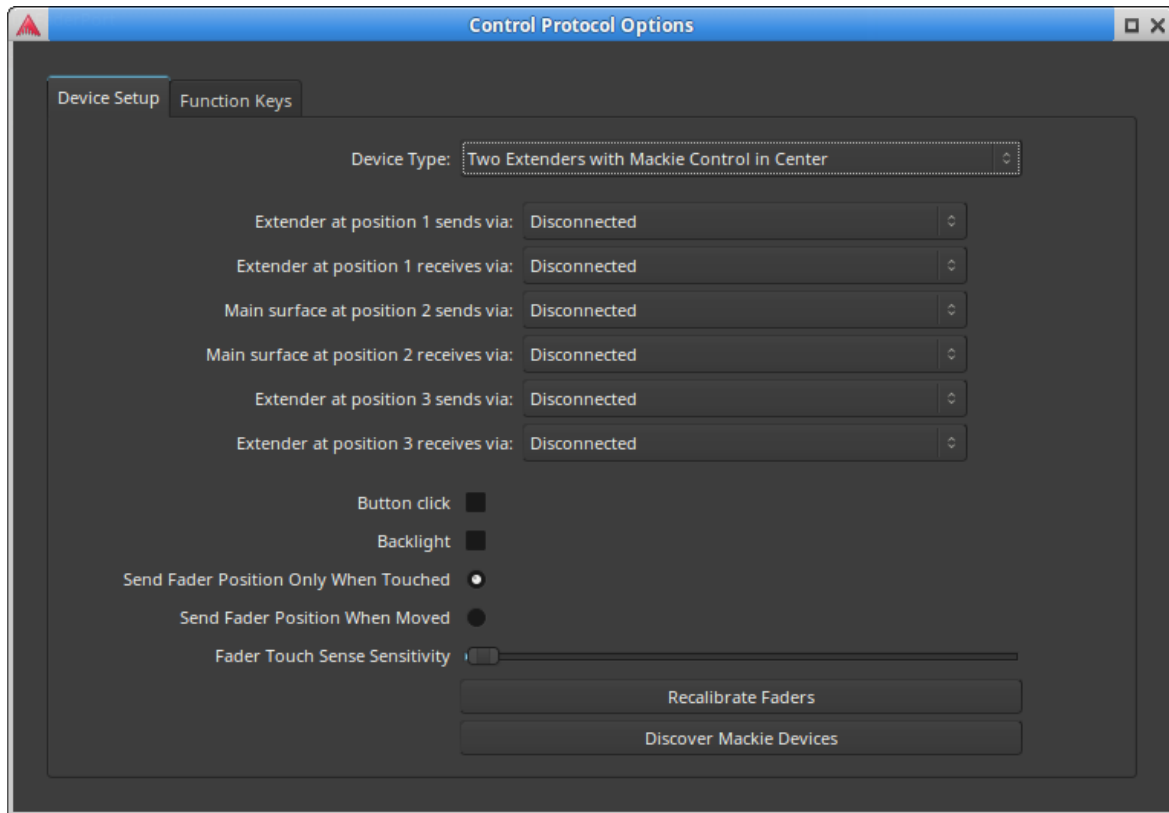 Control Protocol Options
Device Setup
Function Keys
Device Type: Two Extenders with Mackie Control in Center
Extender at position 1 sends via: Disconnected
Extender at position 1 receives via: Disconnected
Main surface at position 2 sends via: Disconnected
Main surface at position 2 receives via: Disconnected
Extender at position 3 sends via: Disconnected
Extender at position 3 receives via: Disconnected
Button click
Backlight
Send Fader Position Only When Touched
Send Fader Position When Moved
Fader Touch Sense Sensitivity
Recalibrate Faders
Discover Mackie Devices